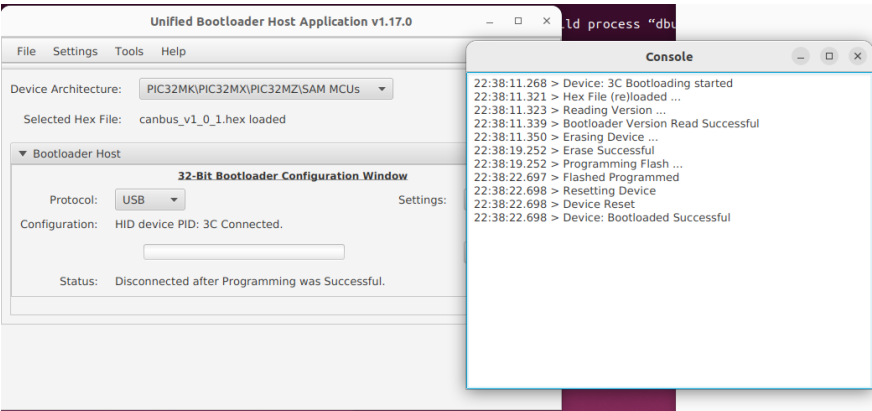 Unified Bootloader Host Application v1.17.0
ld process “dbu
File Settings Tools Help
Device Architecture: PIC32MK\PIC32MX\PIC32MZ\SAM MCUs
Selected Hex File: canbus_v1_0_1.hex loaded
Bootloader Host
32-Bit Bootloader Configuration Window
Protocol: USB Settings:
Configuration: HID device PID: 3C Connected.
Status: Disconnected after Programming was Successful.
Console
22:38:11.268 > Device: 3C Bootloading started
22:38:11.321 > Hex File (re)loaded ...
22:38:11.323 > Reading Version ...
22:38:11.339 > Bootloader Version Read Successful
22:38:11.350 > Erasing Device ...
22:38:19.252 > Erase Successful
22:38:19.252 > Programming Flash ...
22:38:22.697 > Flashed Programmed
22:38:22.698 > Resetting Device
22:38:22.698 > Device Reset
22:38:22.698 > Device: Bootloaded Successful